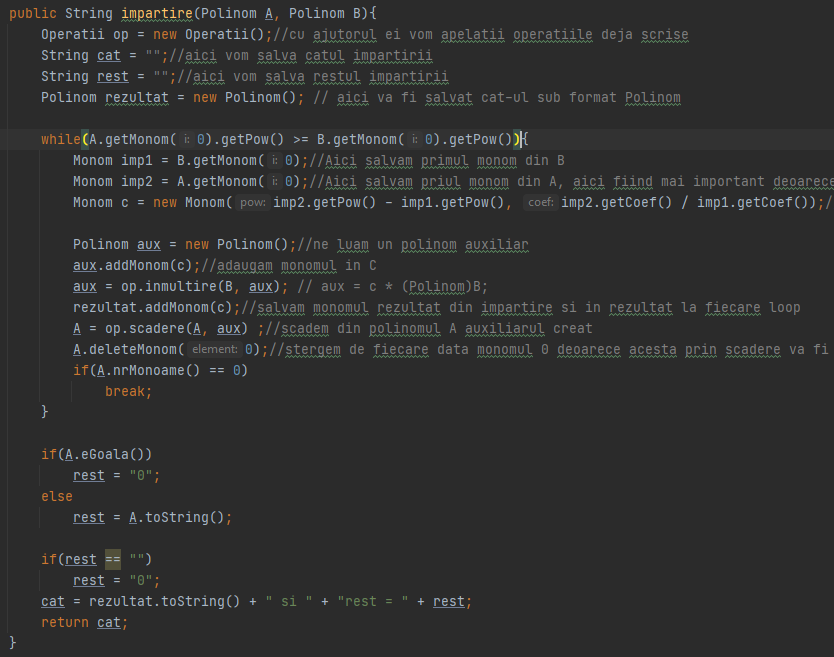 public String impartire(Polinom A, Polinom B){
Operatii op = new Operatii();//cu ajutorul ei vom apelatii operatiile deja scrise
String cat = "";//aici vom salva catul impartirii
String rest = "";//aici vom salva restul impartirii
Polinom rezultat = new Polinom(); // aici va fi salvat cat-ul sub format Polinom
while(A.getMonom( i: 0).getPow() >= B.getMonom( i: 0).getPow()){
Monom imp1 = B.getMonom( i: 0);//Aici salvam primul monom din B
Monom imp2 = A.getMonom( i: 0);//Aici salvam priul monom din A, aici fiind mai important deoarece
Monom c = new Monom( pow: imp2.getPow() - imp1.getPow(), coef: imp2.getCoef() / imp1.getCoef());/
Polinom aux = new Polinom();//ne luam un polinom auxiliar
aux.addMonom(c);//adaugam monomul in C
aux = op.inmultire(B, aux); // aux = c * (Polinom)B;
rezultat.addMonom(c);//salvam monomul rezultat din impartire si in rezultat la fiecare loop
A = op.scadere(A, aux) ;//scadem din polinomul A auxiliarul creat
A.deleteMonom( element: 0);//stergem de fiecare data monomul 0 deoarece acesta prin scadere va fi
if(A.nrMonoame() == 0)
break;
}
if(A.eGoala())
rest = "0";
else
rest = A.toString();
if(rest == "")
rest = "0";
cat = rezultat.toString() + " si " + "rest = " + rest;
return cat;
}